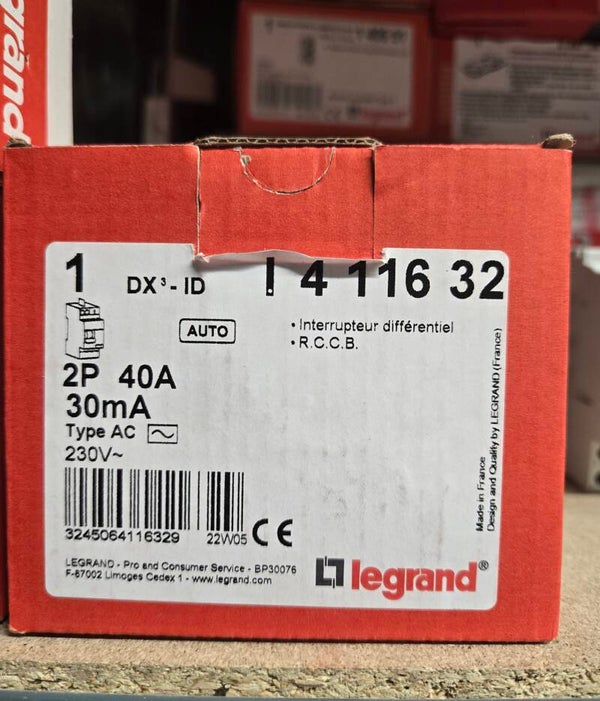 grand
legrand
1 DX³-ID ! 4 116 32
AUTO
• Interrupteur différentiel
• R.C.C.B.
2P 40A
30mA
Type AC
230V~
3245064116329 22W05 CE
LEGRAND - Pro and Consumer Service - BP30076
F-87002 Limoges Cedex 1 - www.legrand.com
legrand®
Made in France
Design and Quality by LEGRAND (France)